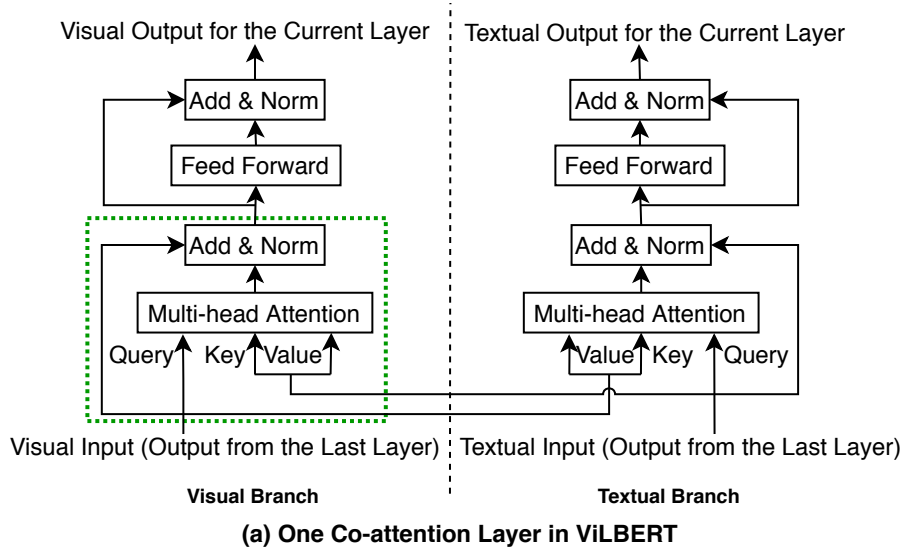 Visual Output for the Current Layer
Add & Norm
Feed Forward
Add & Norm
Multi-head Attention
Query Key Value
Visual Input (Output from the Last Layer)
Visual Branch
Textual Output for the Current Layer
Add & Norm
Feed Forward
Add & Norm
Multi-head Attention
Value Key Query
Textual Input (Output from the Last Layer)
Textual Branch
(a) One Co-attention Layer in ViLBERT